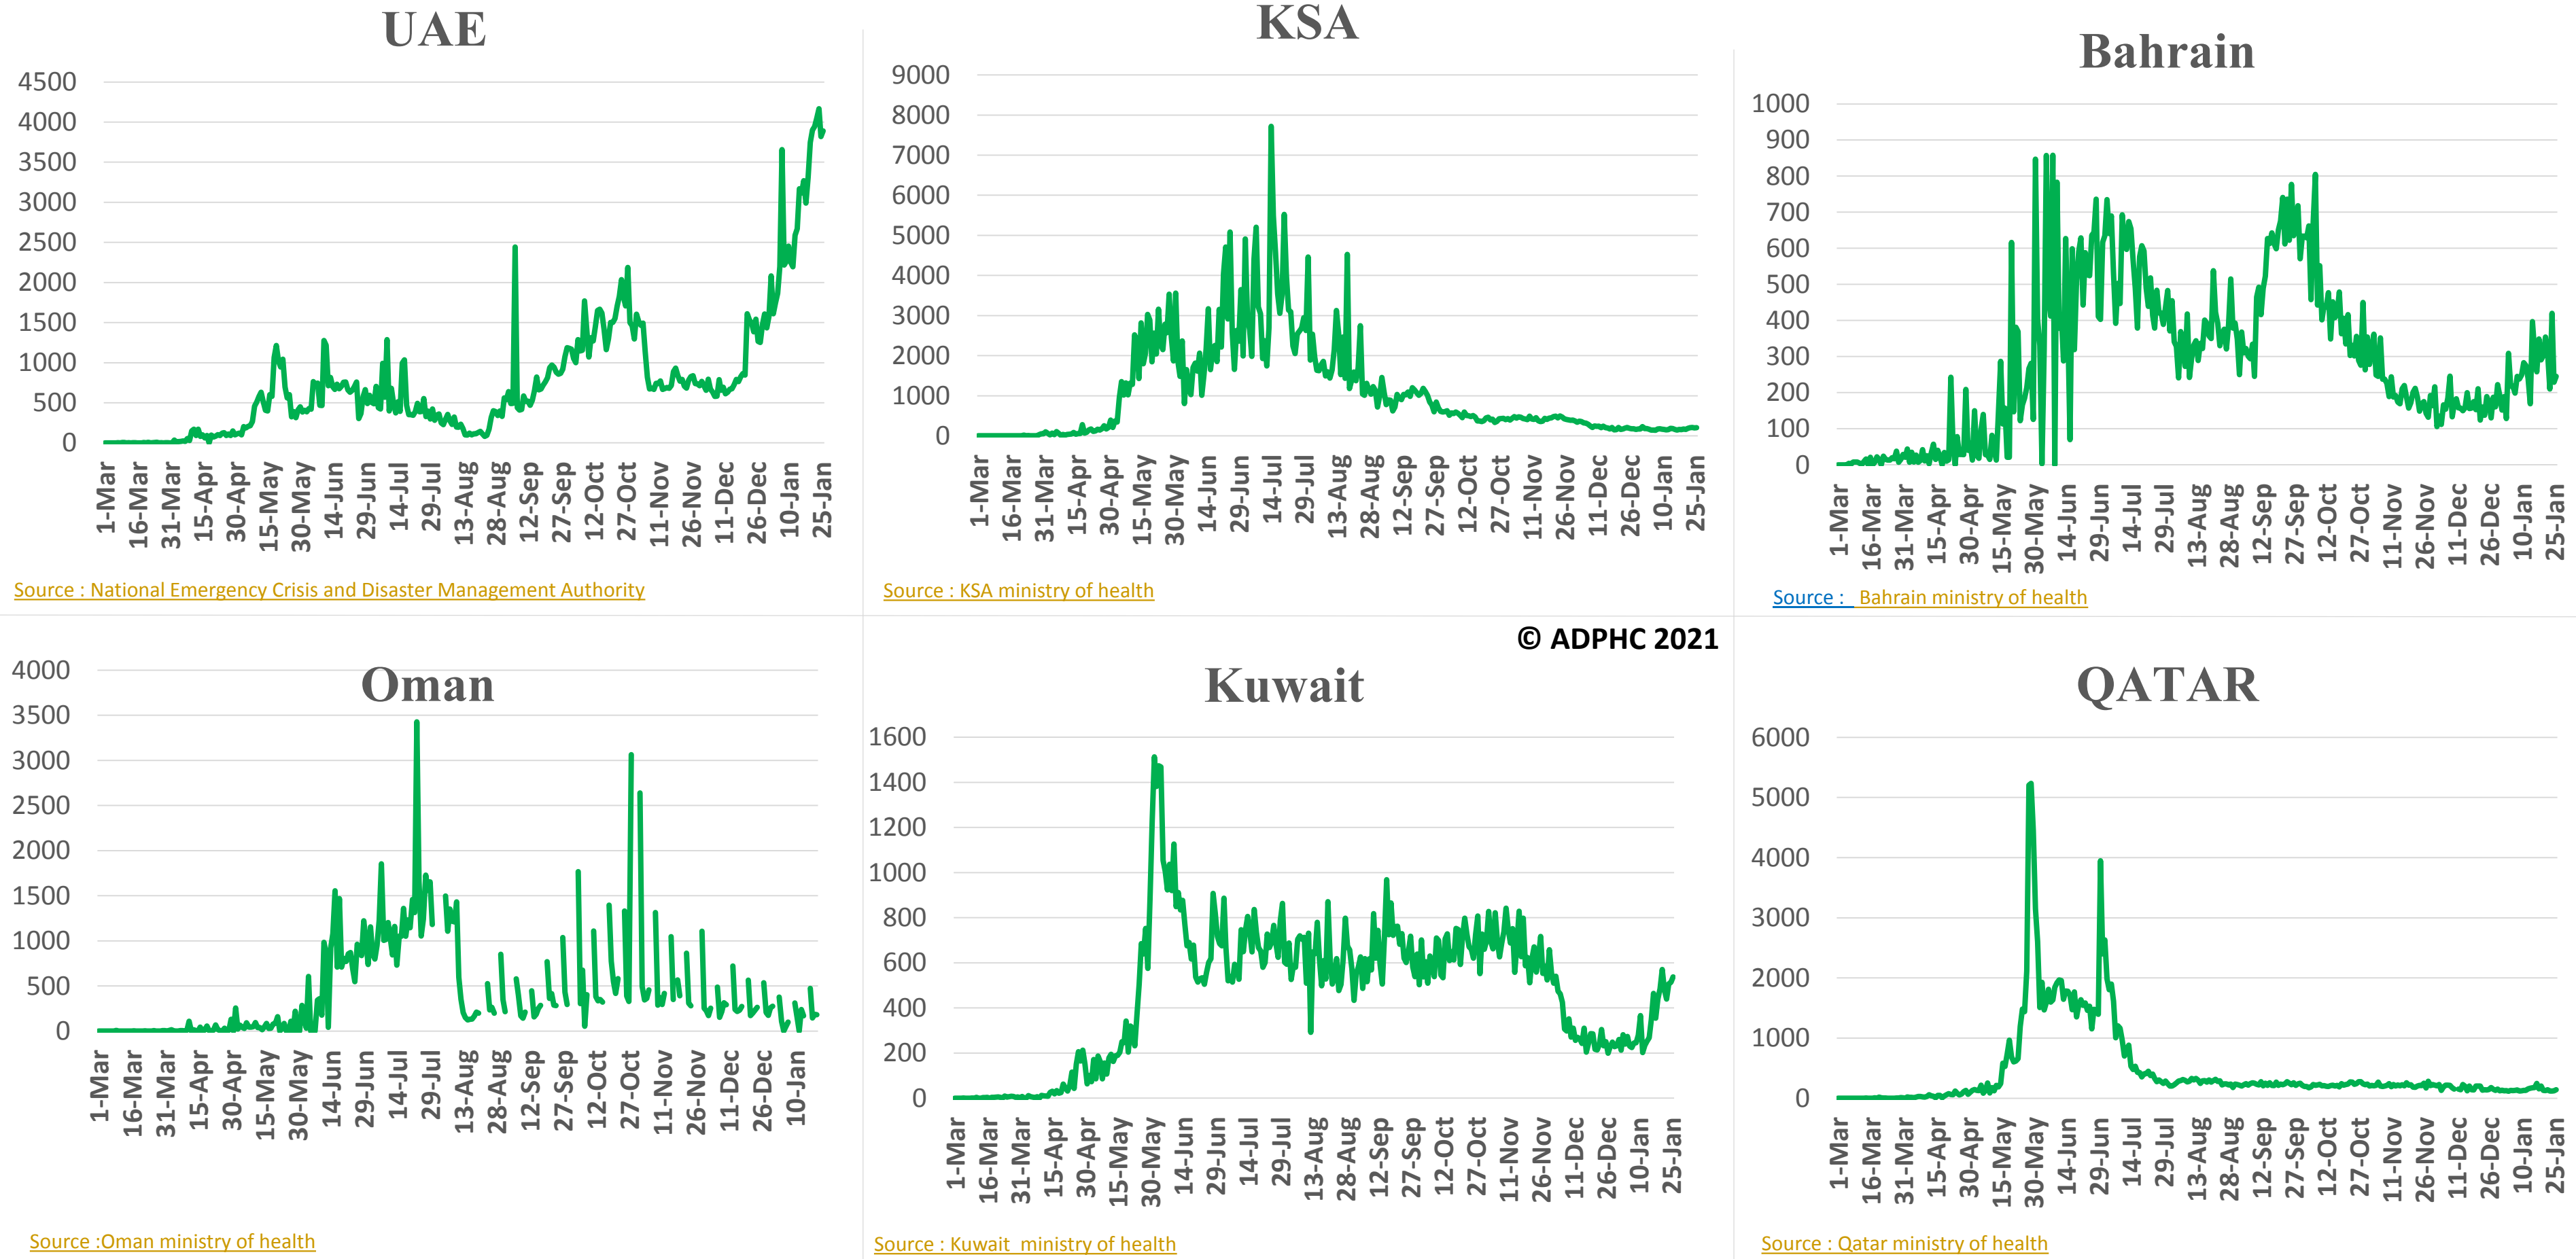 UAE
4500
4000
3500
3000
2500
2000
1500
1000
500
0
1-Mar 16-Mar 31-Mar 15-Apr 30-Apr 15-May 30-May 14-Jun 29-Jun 14-Jul 29-Jul 13-Aug 28-Aug 12-Sep 27-Sep 12-Oct 27-Oct 11-Nov 26-Nov 11-Dec 26-Dec 10-Jan 25-Jan
Source : National Emergency Crisis and Disaster Management Authority
KSA
9000
8000
7000
6000
5000
4000
3000
2000
1000
0
1-Mar 16-Mar 31-Mar 15-Apr 30-Apr 15-May 30-May 14-Jun 29-Jun 14-Jul 29-Jul 13-Aug 28-Aug 12-Sep 27-Sep 12-Oct 27-Oct 11-Nov 26-Nov 11-Dec 26-Dec 10-Jan 25-Jan
Source : KSA ministry of health
Bahrain
1000
900
800
700
600
500
400
300
200
100
0
1-Mar 16-Mar 31-Mar 15-Apr 30-Apr 15-May 30-May 14-Jun 29-Jun 14-Jul 29-Jul 13-Aug 28-Aug 12-Sep 27-Sep 12-Oct 27-Oct 11-Nov 26-Nov 11-Dec 26-Dec 10-Jan 25-Jan
Source : Bahrain ministry of health
© ADPHC 2021
Oman
4000
3500
3000
2500
2000
1500
1000
500
0
1-Mar 16-Mar 31-Mar 15-Apr 30-Apr 15-May 30-May 14-Jun 29-Jun 14-Jul 29-Jul 13-Aug 28-Aug 12-Sep 27-Sep 12-Oct 27-Oct 11-Nov 26-Nov 11-Dec 26-Dec 10-Jan
Source :Oman ministry of health
Kuwait
1600
1400
1200
1000
800
600
400
200
0
1-Mar 16-Mar 31-Mar 15-Apr 30-Apr 15-May 30-May 14-Jun 29-Jun 14-Jul 29-Jul 13-Aug 28-Aug 12-Sep 27-Sep 12-Oct 27-Oct 11-Nov 26-Nov 11-Dec 26-Dec 10-Jan 25-Jan
Source : Kuwait ministry of health
QATAR
6000
5000
4000
3000
2000
1000
0
1-Mar 16-Mar 31-Mar 15-Apr 30-Apr 15-May 30-May 14-Jun 29-Jun 14-Jul 29-Jul 13-Aug 28-Aug 12-Sep 27-Sep 12-Oct 27-Oct 11-Nov 26-Nov 11-Dec 26-Dec 10-Jan 25-Jan
Source : Qatar ministry of health